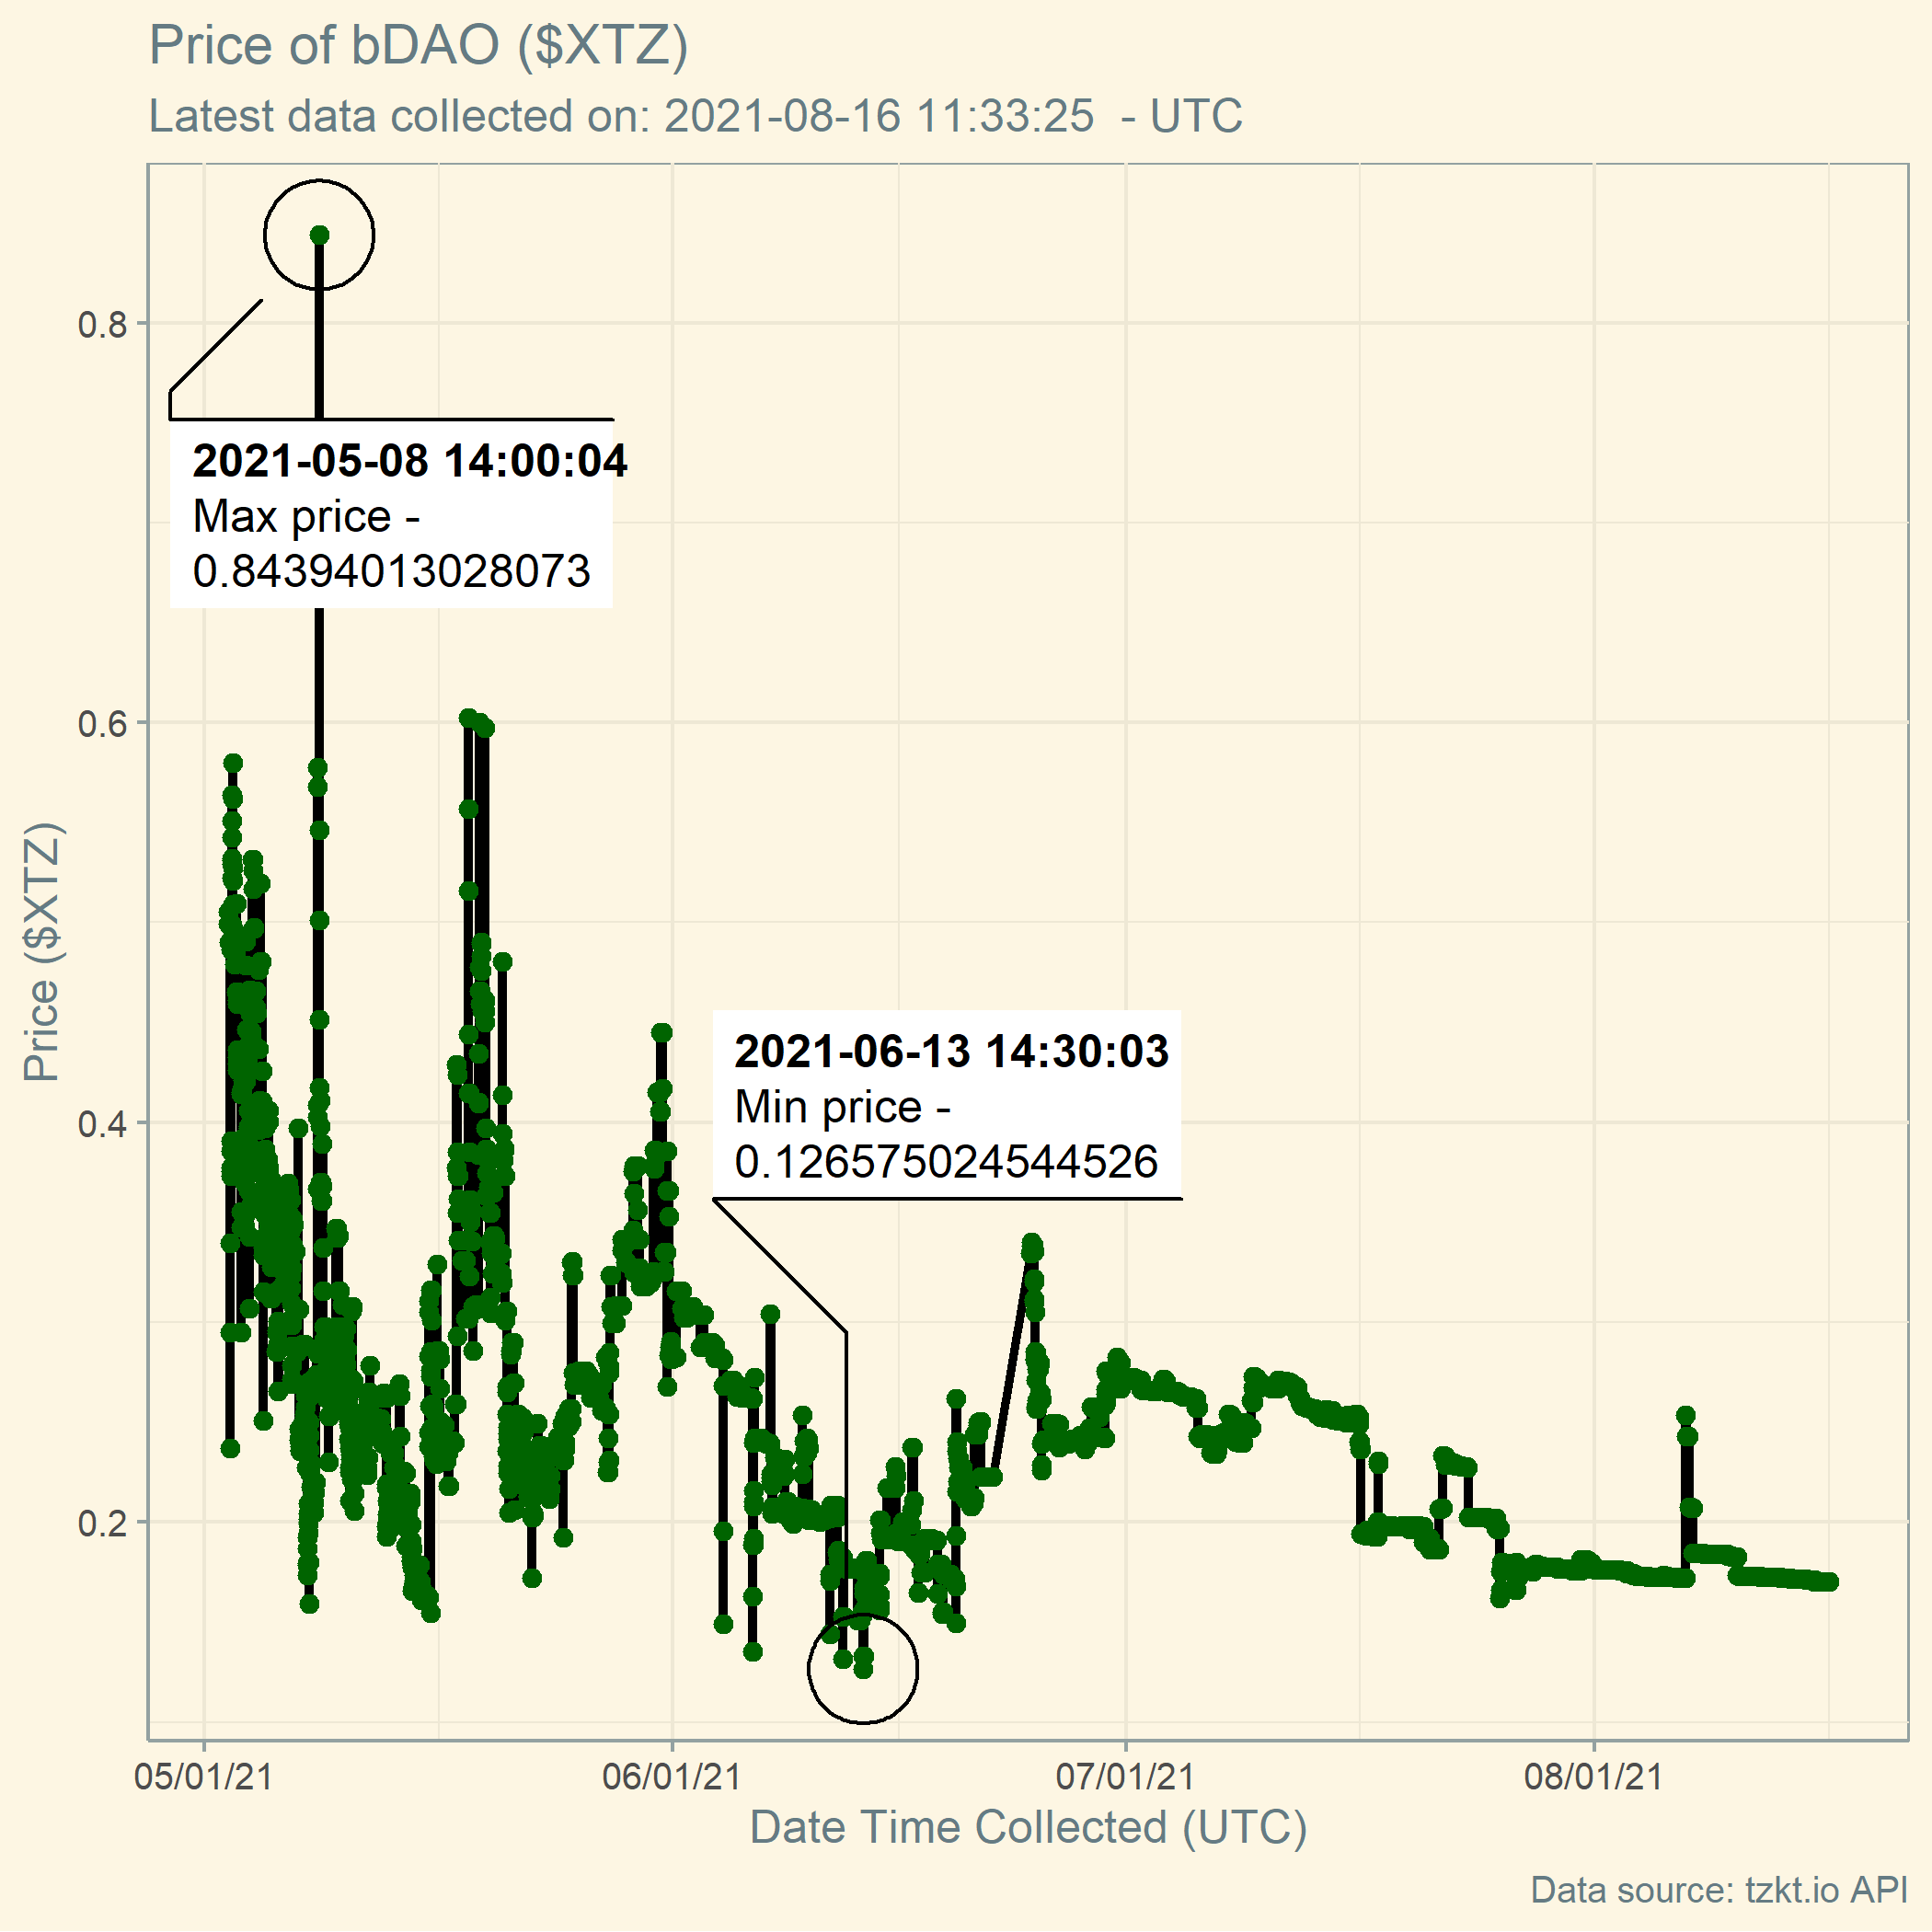 Price of bDAO ($XTZ)
Latest data collected on: 2021-08-16 11:33:25  - UTC
0.8
2021-05-08 14:00:04
Max price -
0.84394013028073
0.6
Price ($XTZ)
2021-06-13 14:30:03
Min price -
0.126575024544526
0.4
0.2
05/01/21
06/01/21
07/01/21
08/01/21
Date Time Collected (UTC)
Data source: tzkt.io API